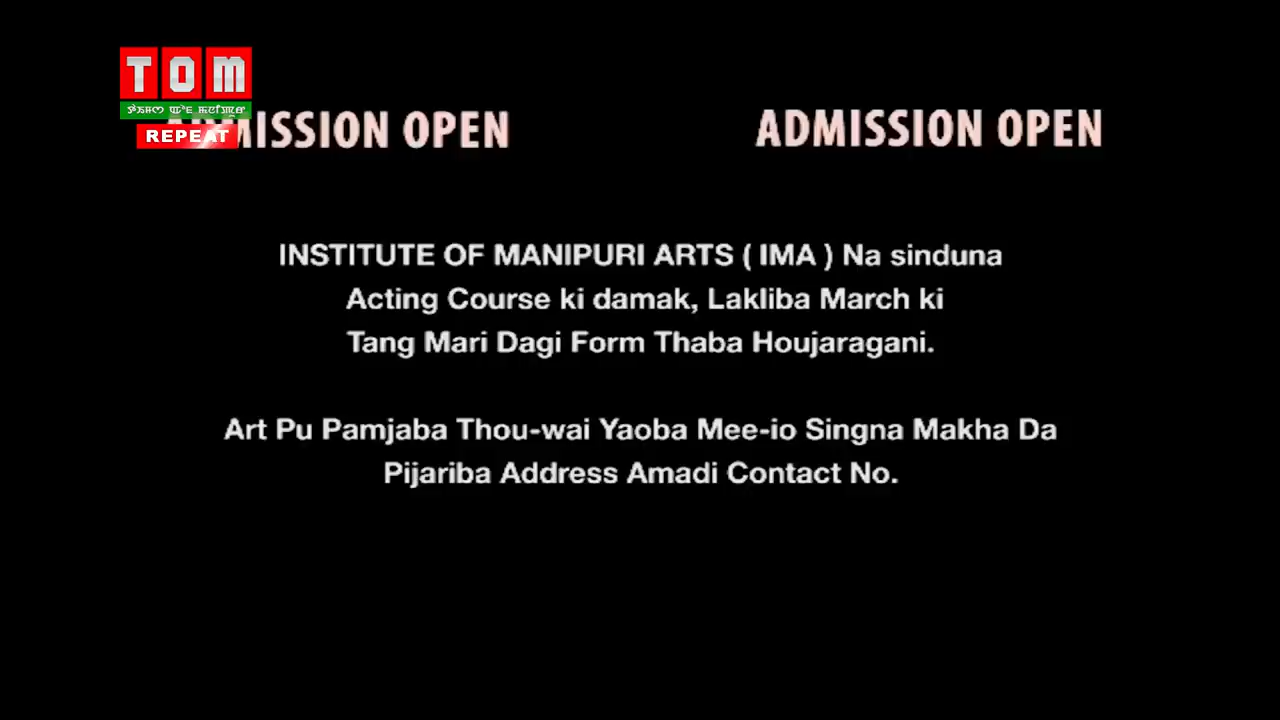 TOM
REPEAT
ADMISSION OPEN
ADMISSION OPEN
INSTITUTE OF MANIPURI ARTS ( IMA ) Na sinduna
Acting Course ki damak, Lakliba March ki
Tang Mari Dagi Form Thaba Houjaragani.
Art Pu Pamjaba Thou-wai Yaoba Mee-io Singna Makha Da
Pijariba Address Amadi Contact No.